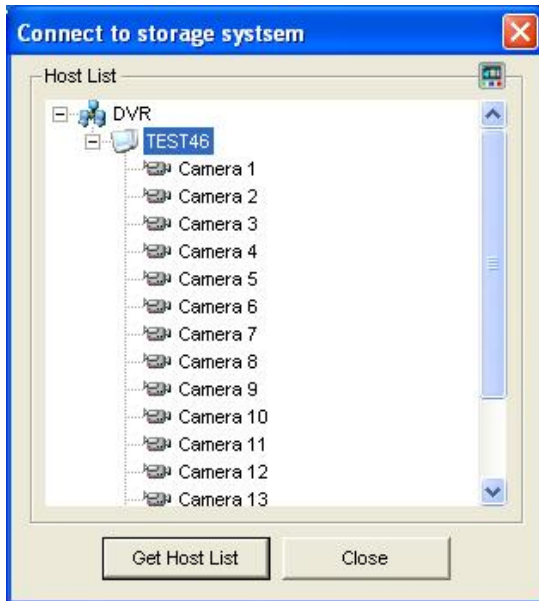 Connect to storage systsem
Host List
DVR
TEST46
Camera 1
Camera 2
Camera 3
Camera 4
Camera 5
Camera 6
Camera 7
Camera 8
Camera 9
Camera 10
Camera 11
Camera 12
Camera 13
Get Host List
Close